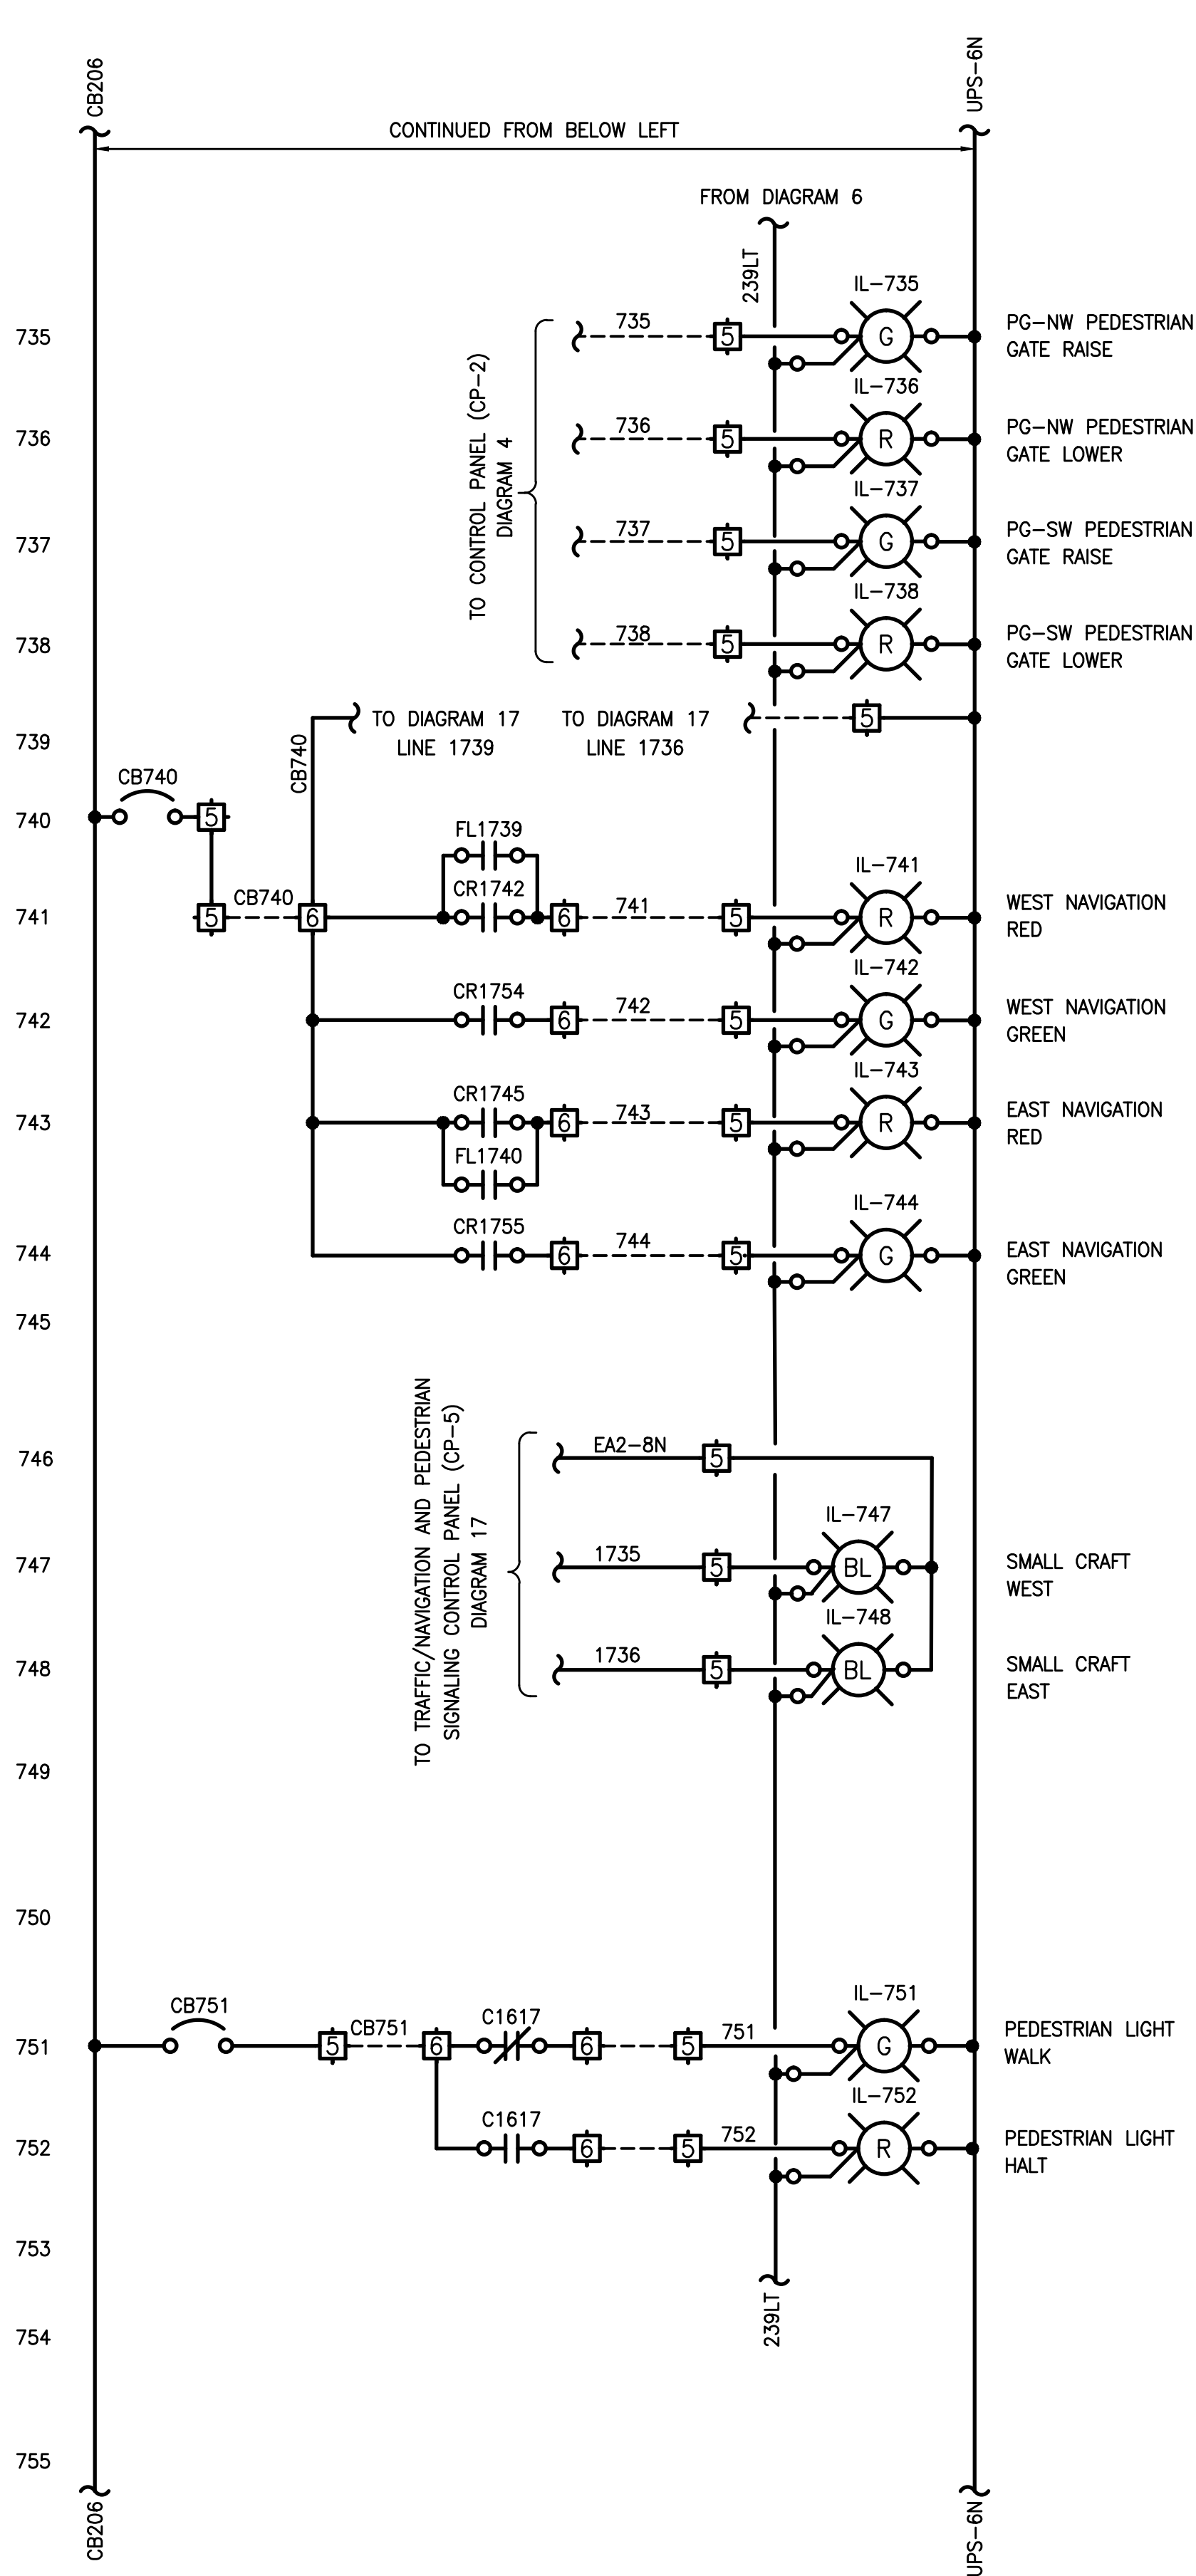 CB206
UPS-6N
CONTINUED FROM BELOW LEFT
FROM DIAGRAM 6
239LT
TO CONTROL PANEL (CP-2)
DIAGRAM 4
735
735
5
IL-735
G
PG-NW PEDESTRIAN
GATE RAISE
736
736
5
IL-736
R
PG-NW PEDESTRIAN
GATE LOWER
737
737
5
IL-737
G
PG-SW PEDESTRIAN
GATE RAISE
738
738
5
IL-738
R
PG-SW PEDESTRIAN
GATE LOWER
739
CB740
TO DIAGRAM 17
LINE 1739
TO DIAGRAM 17
LINE 1736
5
740
CB740
5
FL1739
741
5
CB740
6
CR1742
6
741
5
IL-741
R
WEST NAVIGATION
RED
742
CR1754
6
742
5
IL-742
G
WEST NAVIGATION
GREEN
743
CR1745
6
743
5
IL-743
R
EAST NAVIGATION
RED
FL1740
744
CR1755
6
744
5
IL-744
G
EAST NAVIGATION
GREEN
745
TO TRAFFIC/NAVIGATION AND PEDESTRIAN
SIGNALING CONTROL PANEL (CP-5)
DIAGRAM 17
746
EA2-8N
5
747
1735
5
IL-747
BL
SMALL CRAFT
WEST
748
1736
5
IL-748
BL
SMALL CRAFT
EAST
749
750
751
CB751
5
CB751
6
C1617
6
5
751
IL-751
G
PEDESTRIAN LIGHT
WALK
752
C1617
6
5
752
IL-752
R
PEDESTRIAN LIGHT
HALT
753
239LT
754
755
CB206
UPS-6N